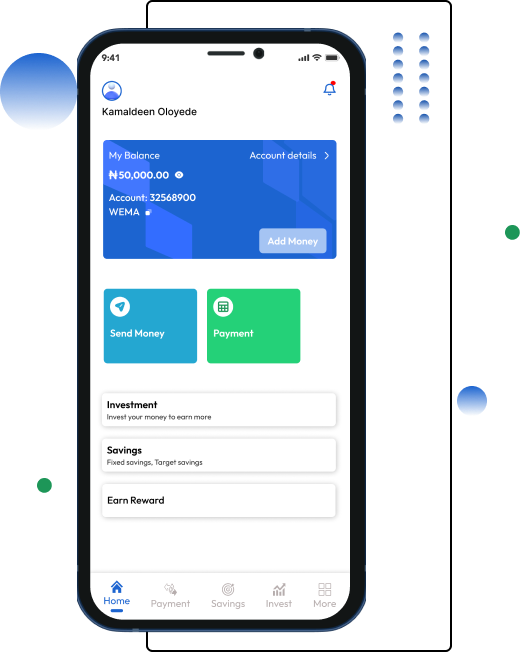 9:41
Kamaldeen Oloyede
My Balance
Account details
₦50,000.00
Account: 32568900
WEMA
Add Money
Send Money
Payment
Investment
Invest your money to earn more
Savings
Fixed savings, Target savings
Earn Reward
Home
Payment
Savings
Invest
More